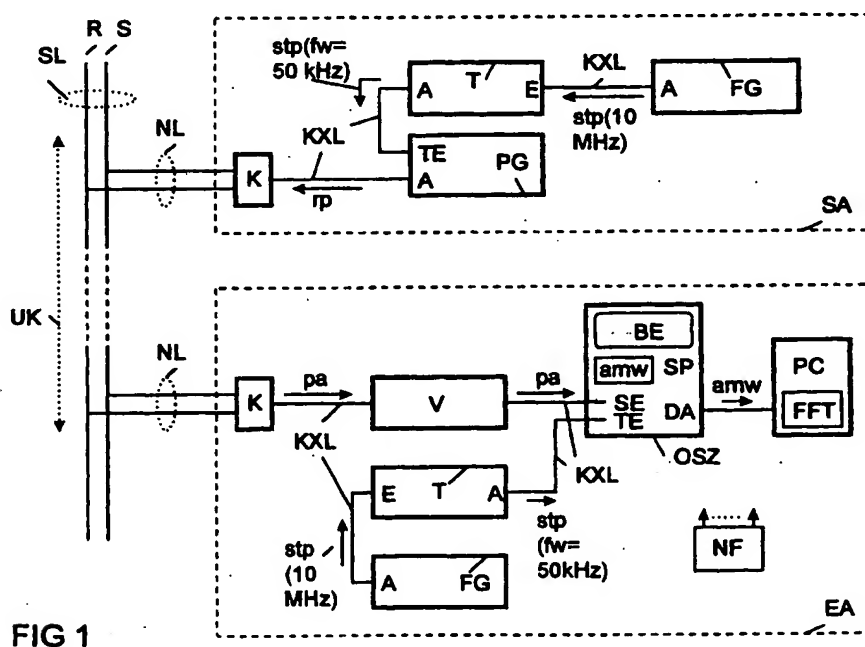 R S
SL
NL
UK
NL
stp(fw=
50 kHz)
A T E
KXL
A FG
stp(10
MHz)
KXL
TE
A PG
K
rp
SA
BE
amw SP
SE
TE DA
OSZ
amw
PC
FFT
K
pa
V
pa
KXL
KXL
E T A
stp
(fw=
50kHz)
stp
(10
MHz)
A FG
NF
EA
FIG 1